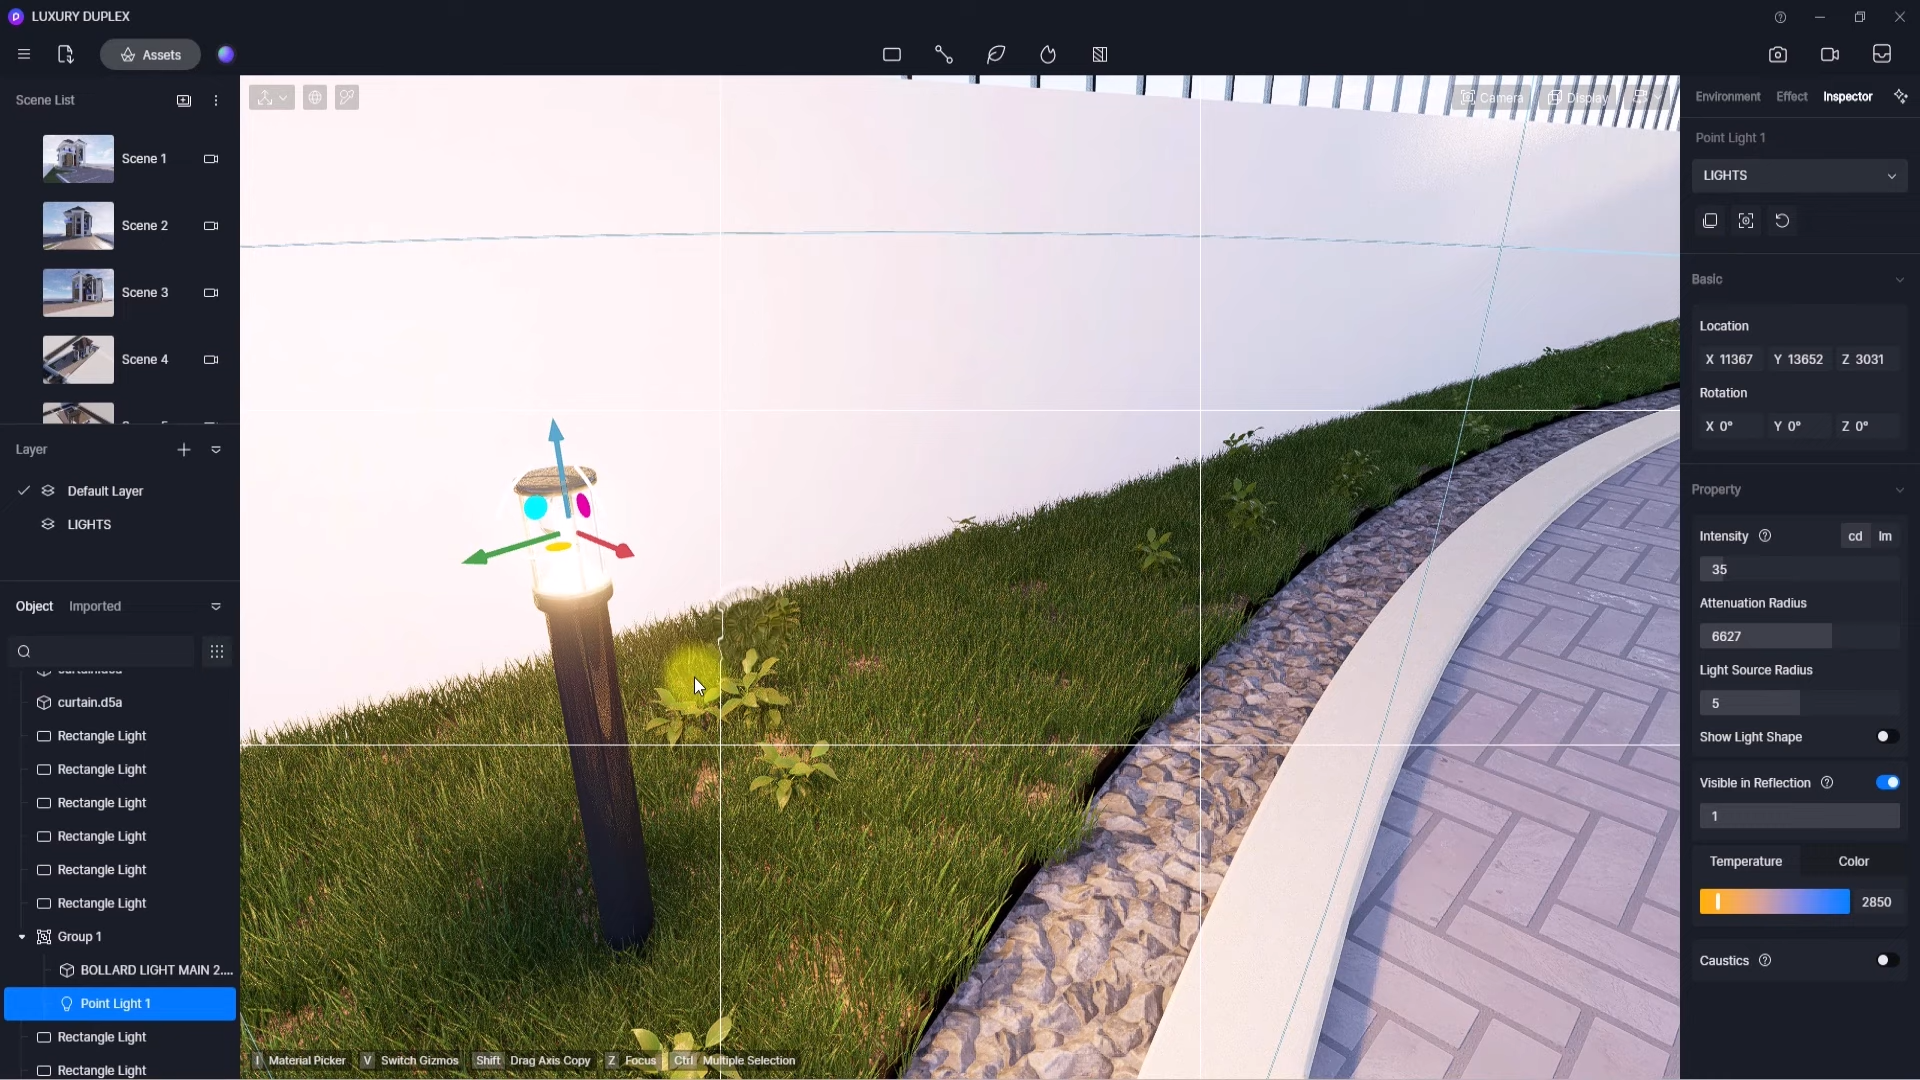 LUXURY DUPLEX
Assets
Scene List
Scene 1
Scene 2
Scene 3
Scene 4
Layer
Default Layer
LIGHTS
Object Imported
curtain.d5a
Rectangle Light
Rectangle Light
Rectangle Light
Rectangle Light
Rectangle Light
Rectangle Light
Group 1
BOLLARD LIGHT MAIN 2....
Point Light 1
Rectangle Light
Rectangle Light
Camera Display
I Material Picker V Switch Gizmos Shift Drag Axis Copy Z Focus Ctrl Multiple Selection
Environment Effect Inspector
Point Light 1
LIGHTS
Basic
Location
X 11367 Y 13652 Z 3031
Rotation
X 0° Y 0° Z 0°
Property
Intensity cd lm
35
Attenuation Radius
6627
Light Source Radius
5
Show Light Shape
Visible in Reflection
1
Temperature Color
2850
Caustics